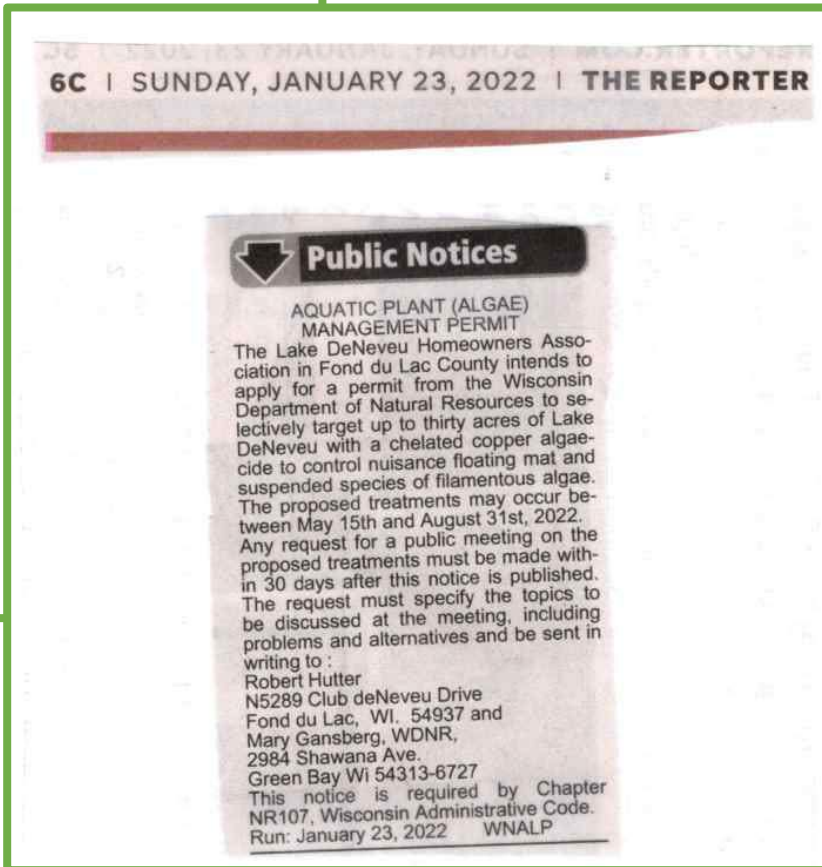 6C | SUNDAY, JANUARY 23, 2022 | THE REPORTER
Public Notices
AQUATIC PLANT (ALGAE)
MANAGEMENT PERMIT
The Lake DeNeveu Homeowners Asso-
ciation in Fond du Lac County intends to
apply for a permit from the Wisconsin
Department of Natural Resources to se-
lectively target up to thirty acres of Lake
DeNeveu with a chelated copper algae-
cide to control nuisance floating mat and
suspended species of filamentous algae.
The proposed treatments may occur be-
tween May 15th and August 31st, 2022.
Any request for a public meeting on the
proposed treatments must be made with-
in 30 days after this notice is published.
The request must specify the topics to
be discussed at the meeting, including
problems and alternatives and be sent in
writing to :
Robert Hutter
N5289 Club deNeveu Drive
Fond du Lac, WI. 54937 and
Mary Gansberg, WDNR,
2984 Shawana Ave.
Green Bay Wi 54313-6727
This notice is required by Chapter
NR107, Wisconsin Administrative Code.
Run: January 23, 2022 WNALP